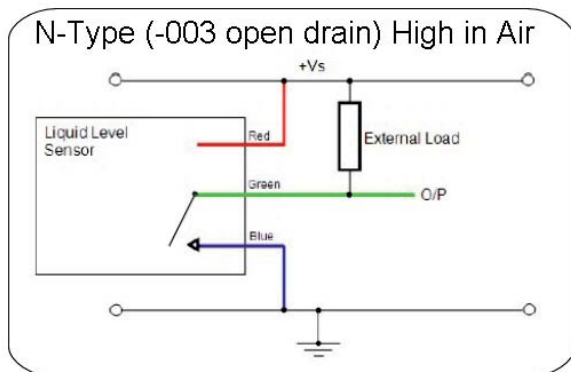 N-Type (-003 open drain) High in Air
+Vs
Liquid Level
Sensor
Red
External Load
Green
O/P
Blue